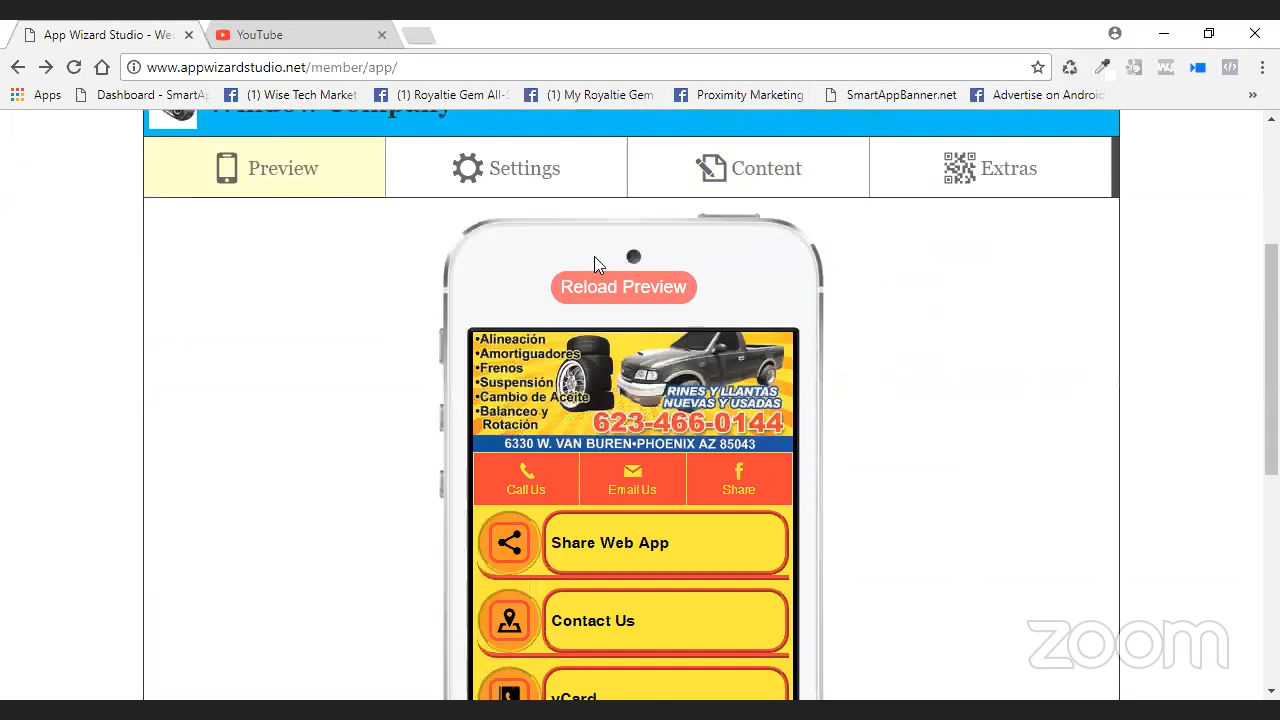 App Wizard Studio - We
YouTube
www.appwizardstudio.net/member/app/
Apps
Dashboard - SmartAp
(1) Wise Tech Market
(1) Royaltie Gem All-S
(1) My Royaltie Gem
Proximity Marketing
SmartAppBanner.net
Advertise on Android
»
Window Company
Preview
Settings
Content
Extras
Reload Preview
•Alineación
•Amortiguadores
•Frenos
•Suspensión
•Cambio de Aceite
•Balanceo y
Rotación
RINES Y LLANTAS
NUEVAS Y USADAS
623-466-0144
6330 W. VAN BUREN•PHOENIX AZ 85043
Call Us
Email Us
Share
Share Web App
Contact Us
vCard
zoom